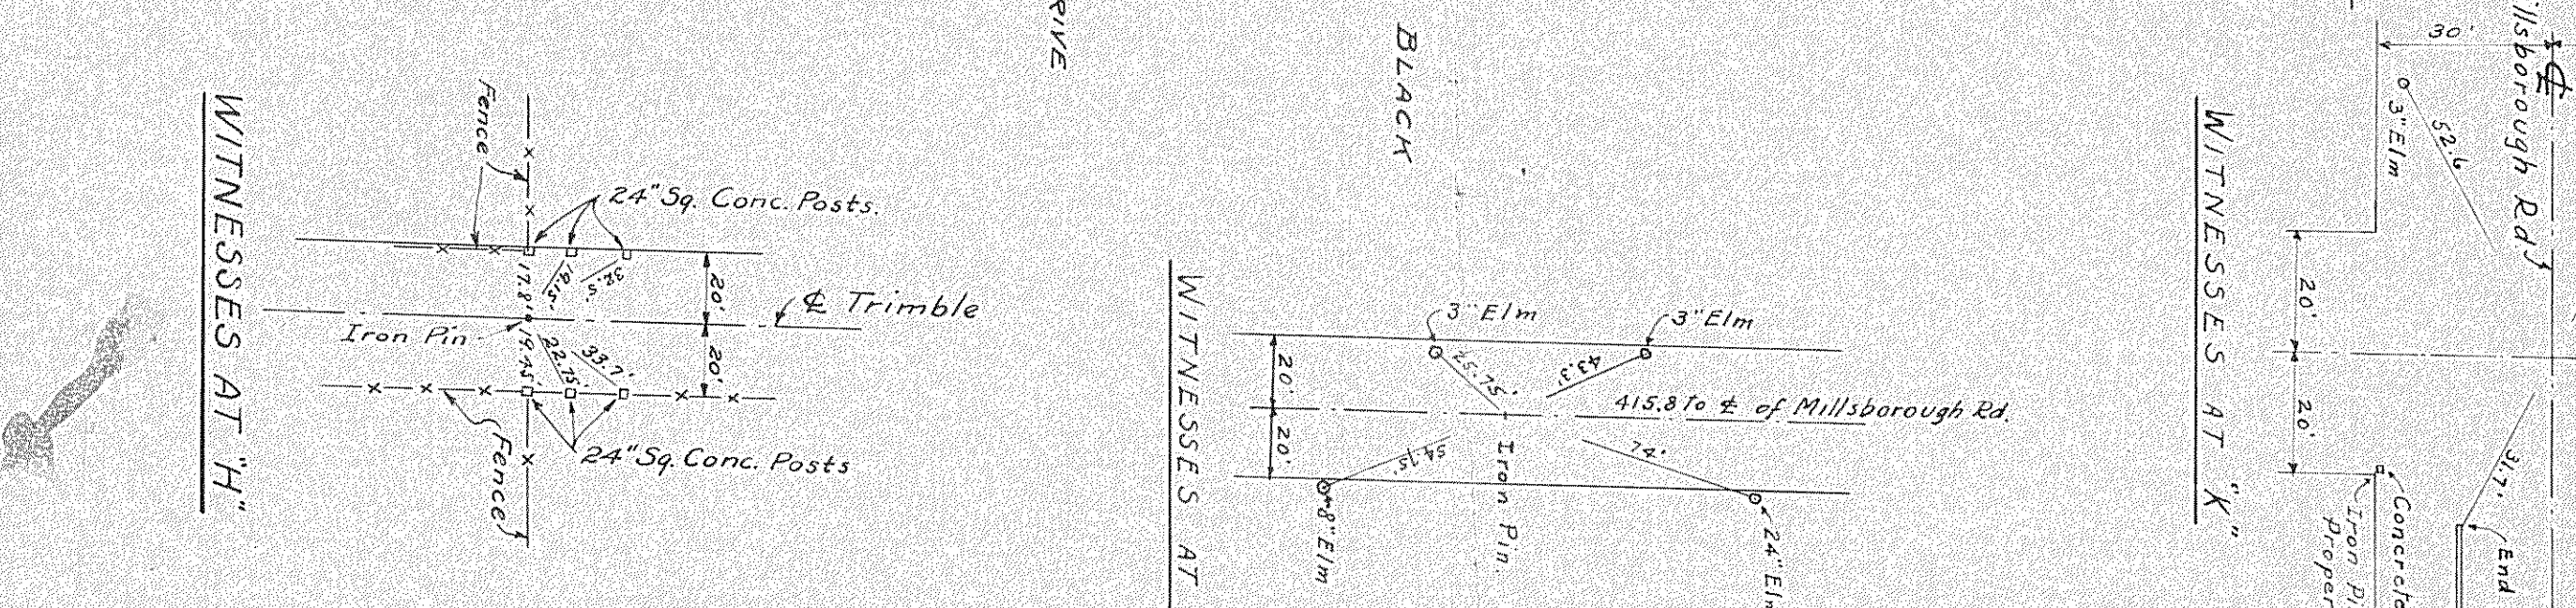 RIVE
BLACK
WITNESSES AT "H"
Fence
24" Sq. Conc. Posts.
17.8'
19.15'
32.5'
20'
℄ Trimble
Iron Pin
19.45'
22.75'
33.7'
20'
24" Sq. Conc. Posts
Fence
WITNESSES AT
3" Elm
3" Elm
25.75'
43.3'
20'
415.8 To ℄ of Millsborough Rd.
20'
54.75'
74'
Iron Pin.
8" Elm
24" Elm
WITNESSES AT "K"
30'
℄
illsborough Rd
3" Elm
52.6
20'
20'
31.7'
Concrete
Iron Pi
Proper
End